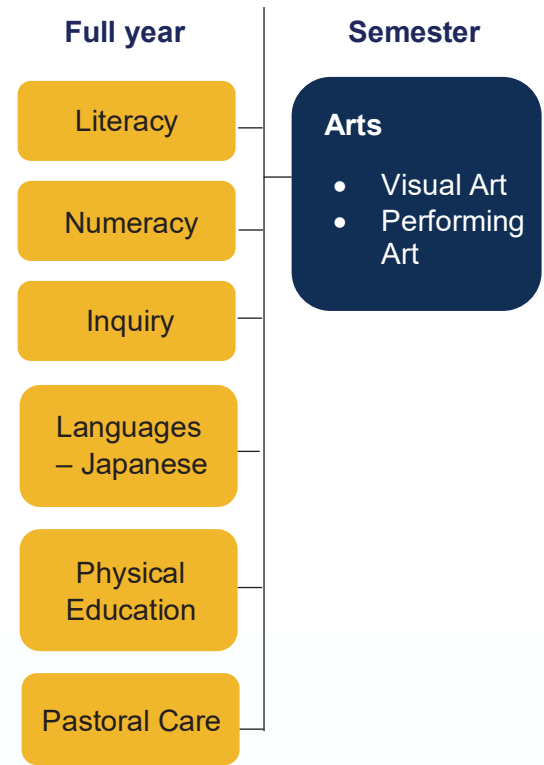 Full year
Literacy
Numeracy
Inquiry
Languages
– Japanese
Physical
Education
Pastoral Care
Semester
Arts
• Visual Art
• Performing
Art